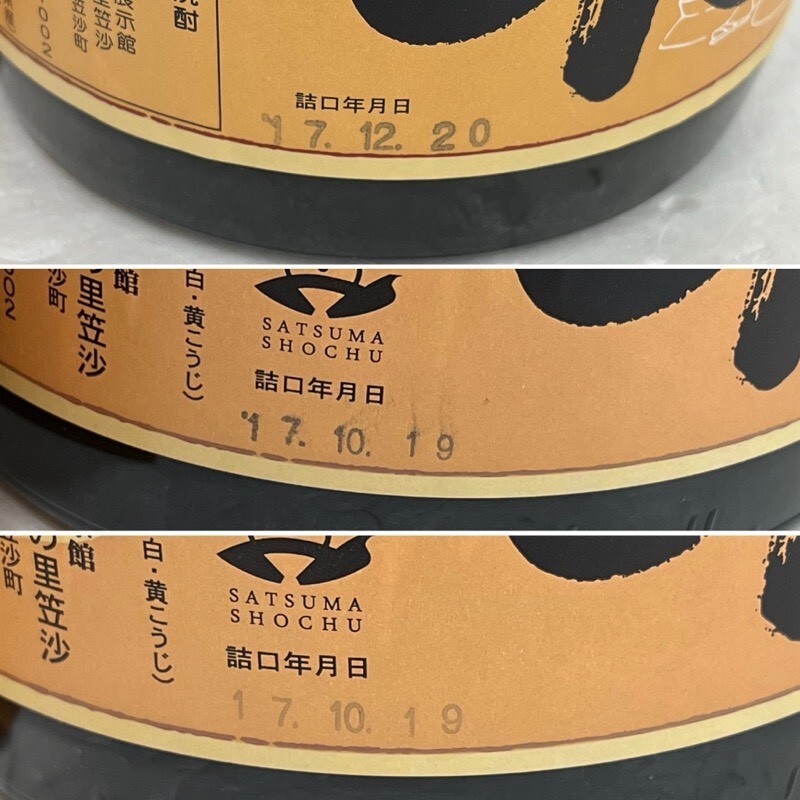 焼酎
展示館
里笠沙
笠沙町
002
詰口年月日
17.12.20
館
の里笠沙
沙町
002
白・黄こうじ)
SATSUMA
SHOCHU
詰口年月日
'17.10.19
館
の里笠沙
沙町
白・黄こうじ)
SATSUMA
SHOCHU
詰口年月日
17.10.19